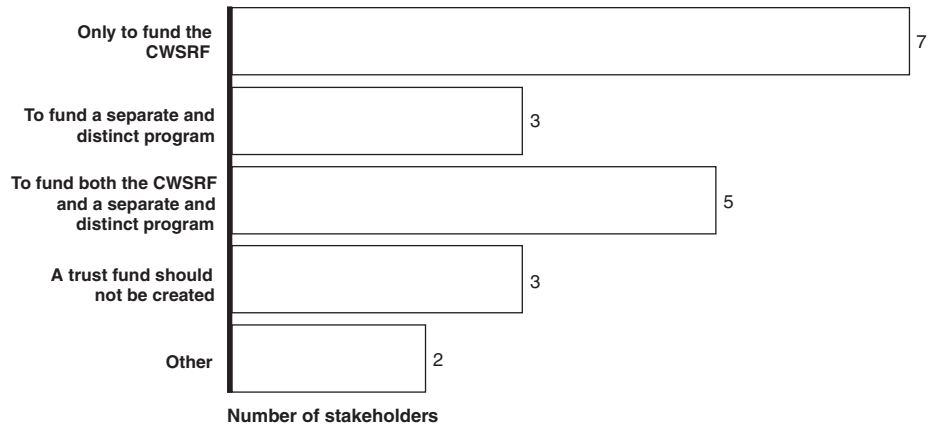 Only to fund the
CWSRF
7
To fund a separate and
distinct program
3
To fund both the CWSRF
and a separate and
distinct program
5
A trust fund should
not be created
3
Other
2
Number of stakeholders